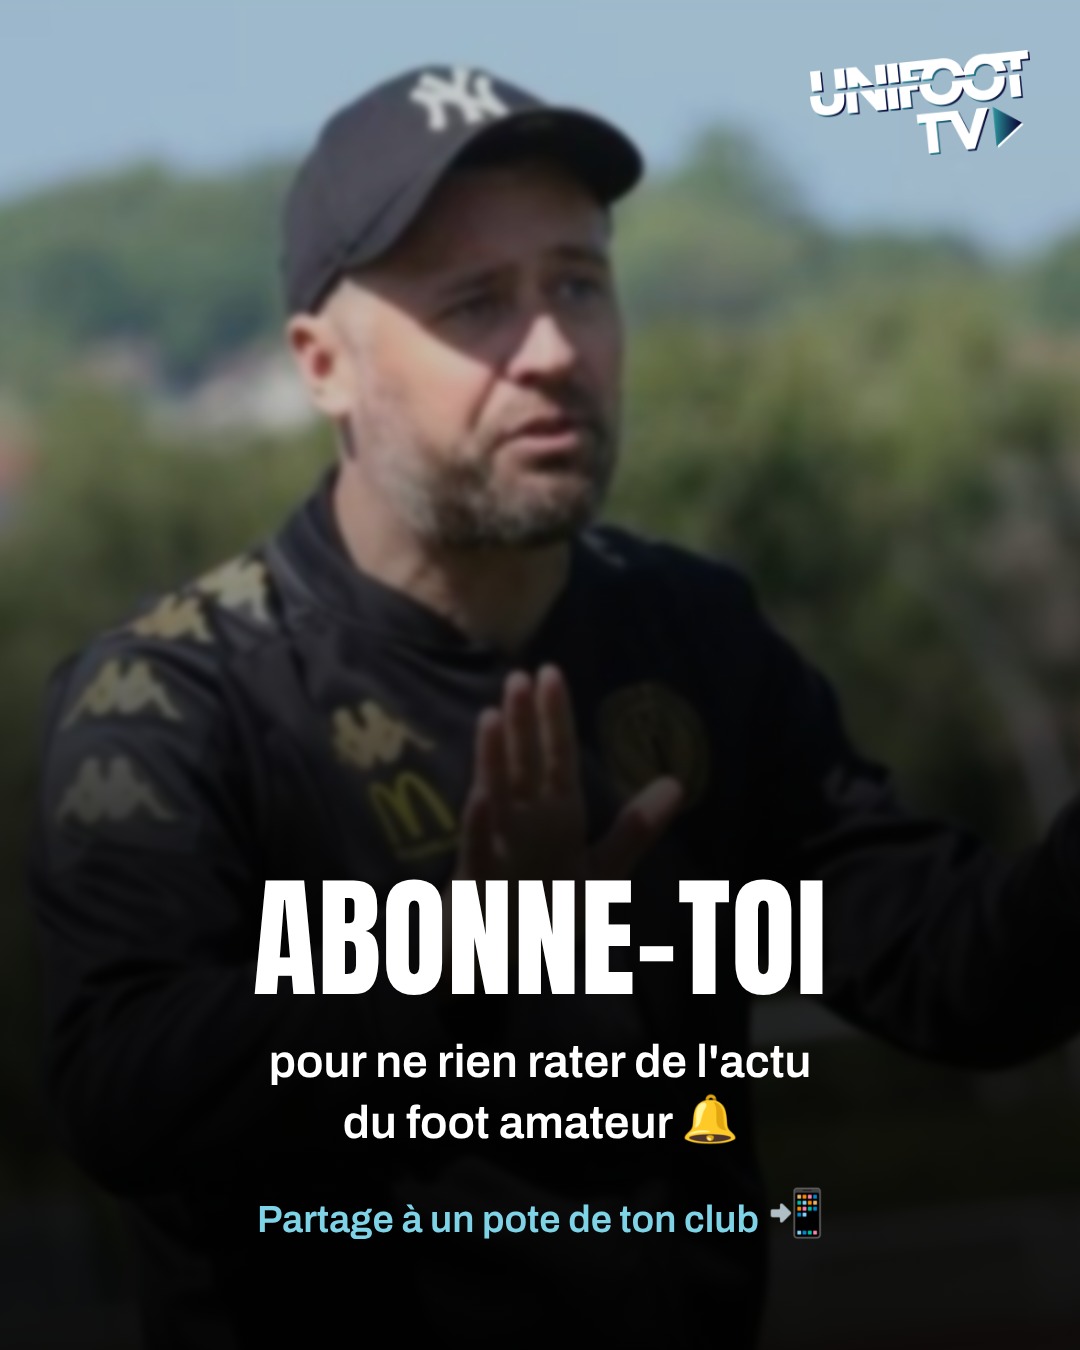 NY
UNIFOOT
TV
ABONNE-TOI
pour ne rien rater de l'actu
du foot amateur 🔔
Partage à un pote de ton club 📲